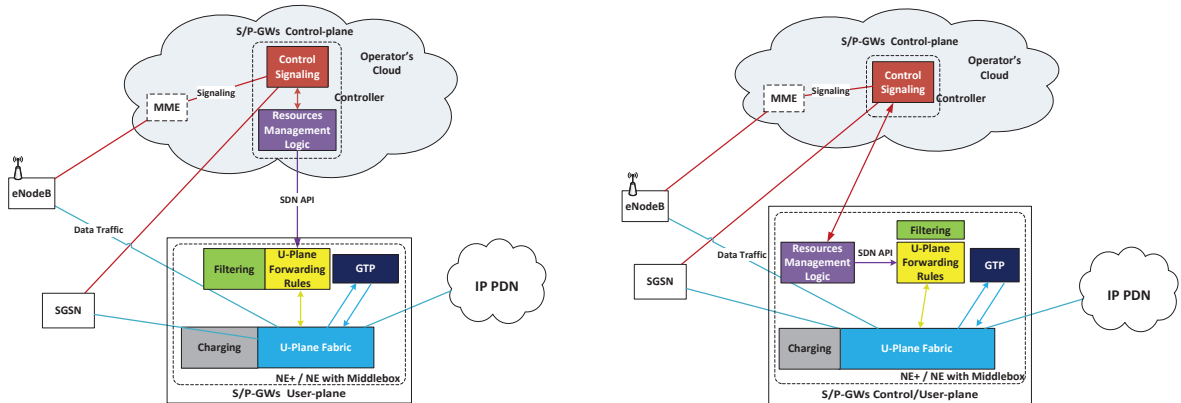 S/P-GWs Control-plane
Operator's
Cloud
Control
Signaling
MME
Signaling
Controller
Resources
Management
Logic
eNodeB
SDN API
Data Traffic
Filtering
U-Plane
Forwarding
Rules
GTP
IP PDN
SGSN
Charging
U-Plane Fabric
NE+ / NE with Middlebox
S/P-GWs User-plane
S/P-GWs Control-plane
Operator's
Cloud
Control
Signaling
MME
Signaling
Controller
eNodeB
Data Traffic
Filtering
Resources
Management
Logic
SDN API
U-Plane
Forwarding
Rules
GTP
IP PDN
SGSN
Charging
U-Plane Fabric
NE+ / NE with Middlebox
S/P-GWs Control/User-plane